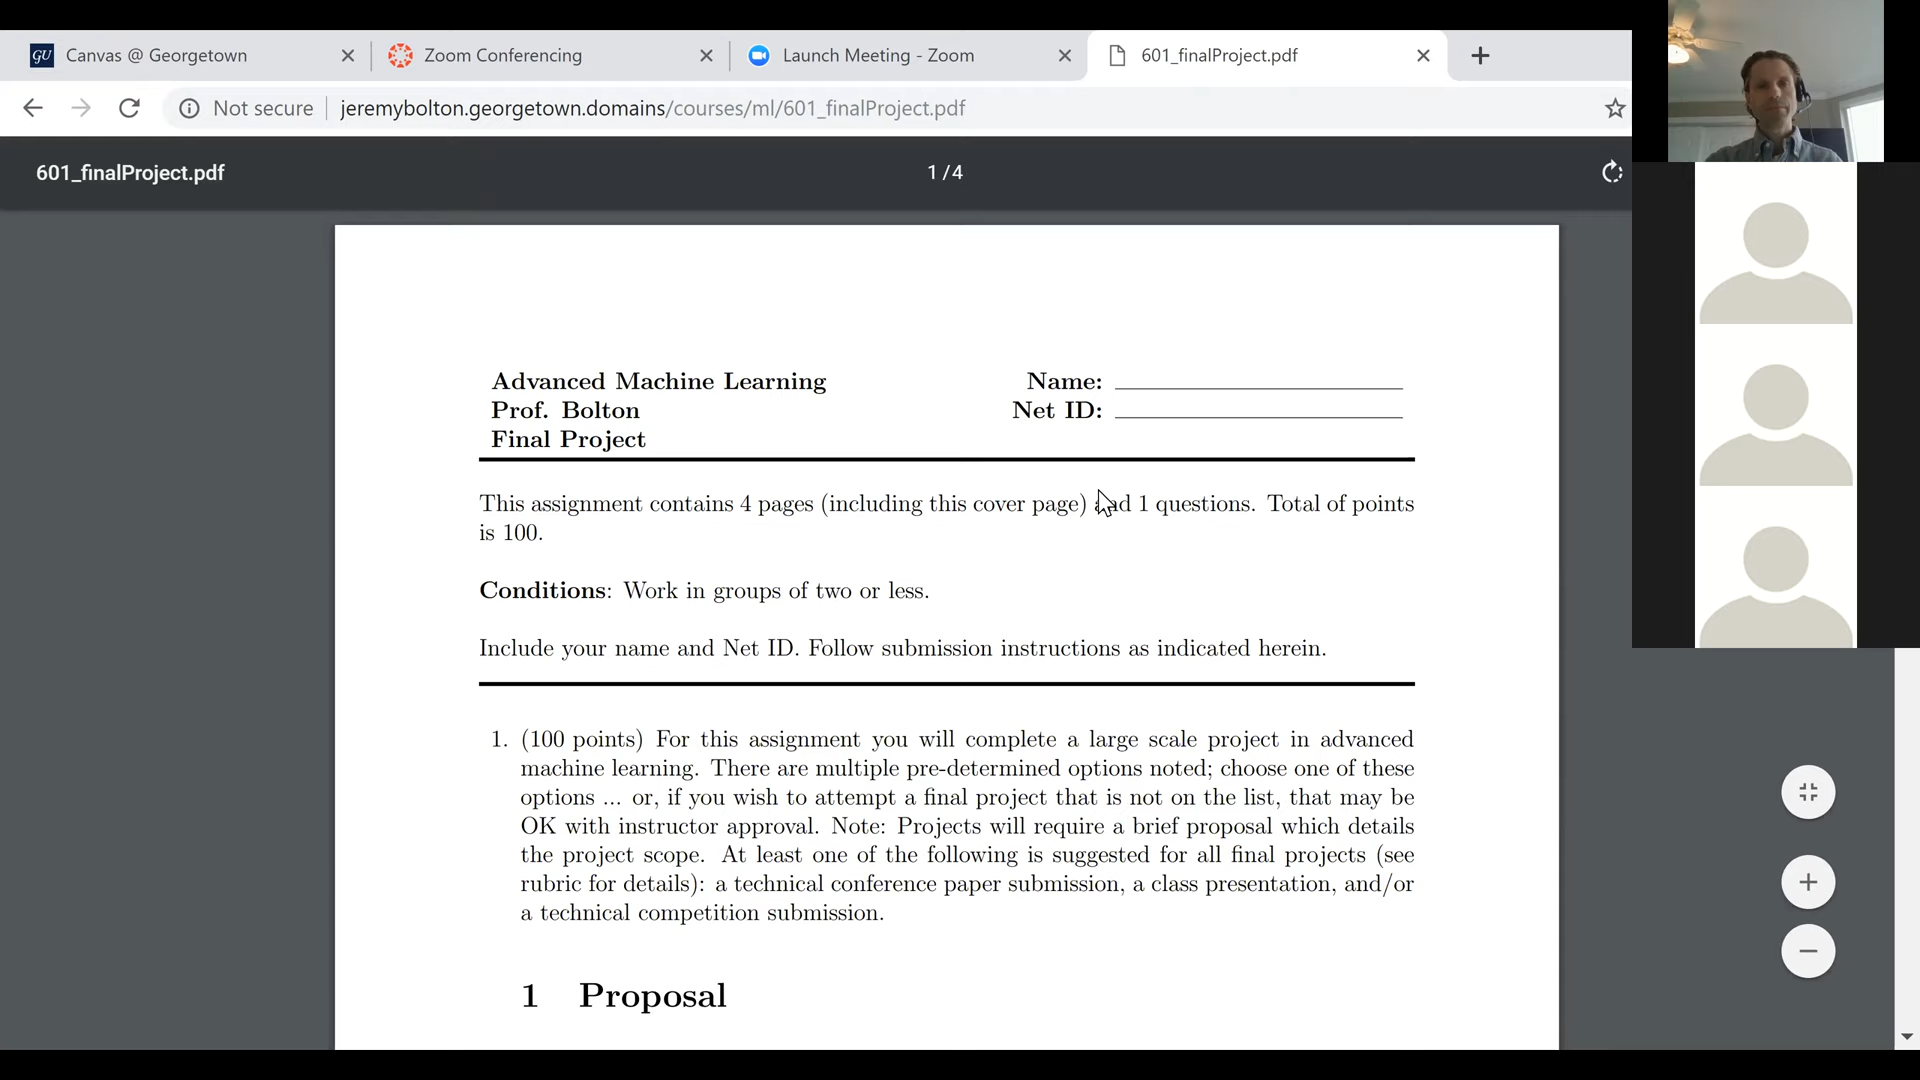 GU Canvas @ Georgetown
Zoom Conferencing
Launch Meeting - Zoom
601_finalProject.pdf
Not secure
jeremybolton.georgetown.domains/courses/ml/601_finalProject.pdf
601_finalProject.pdf
1 / 4
Advanced Machine Learning
Prof. Bolton
Final Project
Name:
Net ID:
This assignment contains 4 pages (including this cover page) and 1 questions. Total of points
is 100.
Conditions: Work in groups of two or less.
Include your name and Net ID. Follow submission instructions as indicated herein.
1. (100 points) For this assignment you will complete a large scale project in advanced
machine learning. There are multiple pre-determined options noted; choose one of these
options ... or, if you wish to attempt a final project that is not on the list, that may be
OK with instructor approval. Note: Projects will require a brief proposal which details
the project scope. At least one of the following is suggested for all final projects (see
rubric for details): a technical conference paper submission, a class presentation, and/or
a technical competition submission.
1 Proposal